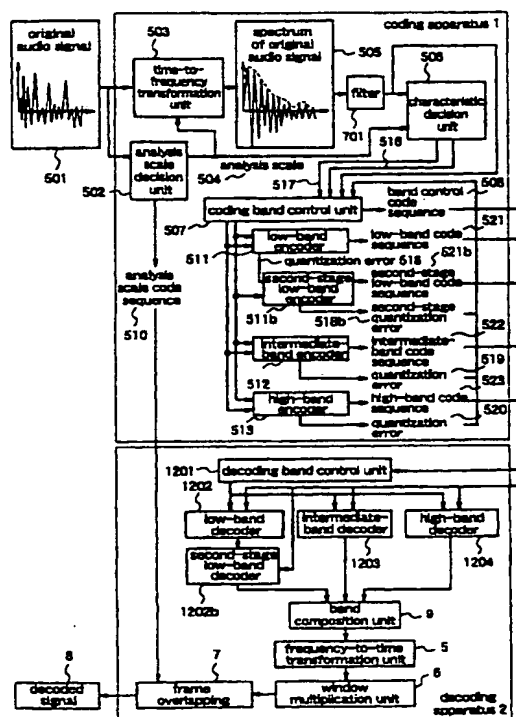 original
audio signal
501
503
time-to-
frequency
transformation
unit
spectrum
of original
audio signal
505
coding apparatus 1
506
filter
701
characteristic
decision
unit
516
analysis
scale
decision
unit
502
analysis scale
504
517
508
coding band control unit
507
band control
code
sequence
521
low-band
encoder
511
low-band code
sequence
521b
quantization error 518
second-stage
low-band
encoder
511b
second-stage
low-band code
sequence
518b
second-stage
quantization
error
522
analysis
scale code
sequence
510
intermediate-
band encoder
512
intermediate-
band code
sequence
519
quantization
error
523
high-band
encoder
513
high-band code
sequence
520
quantization
error
1201
decoding band control unit
1202
low-band
decoder
intermediate-
band decoder
1203
high-band
decoder
1204
second-stage
low-band
decoder
1202b
band
composition unit
9
frequency-to-time
transformation unit
5
window
multiplication unit
6
frame
overlapping
7
decoded
signal
8
decoding
apparatus 2